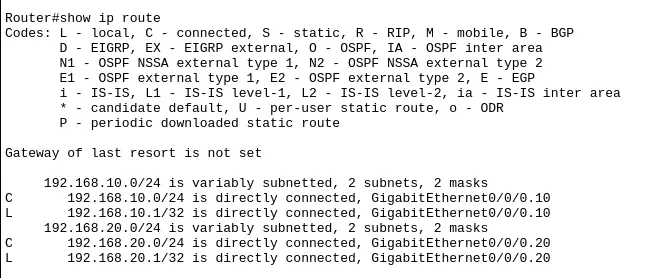 Router#show ip route
Codes: L - local, C - connected, S - static, R - RIP, M - mobile, B - BGP
       D - EIGRP, EX - EIGRP external, O - OSPF, IA - OSPF inter area
       N1 - OSPF NSSA external type 1, N2 - OSPF NSSA external type 2
       E1 - OSPF external type 1, E2 - OSPF external type 2, E - EGP
       i - IS-IS, L1 - IS-IS level-1, L2 - IS-IS level-2, ia - IS-IS inter area
       * - candidate default, U - per-user static route, o - ODR
       P - periodic downloaded static route

Gateway of last resort is not set

     192.168.10.0/24 is variably subnetted, 2 subnets, 2 masks
C       192.168.10.0/24 is directly connected, GigabitEthernet0/0/0.10
L       192.168.10.1/32 is directly connected, GigabitEthernet0/0/0.10
     192.168.20.0/24 is variably subnetted, 2 subnets, 2 masks
C       192.168.20.0/24 is directly connected, GigabitEthernet0/0/0.20
L       192.168.20.1/32 is directly connected, GigabitEthernet0/0/0.20